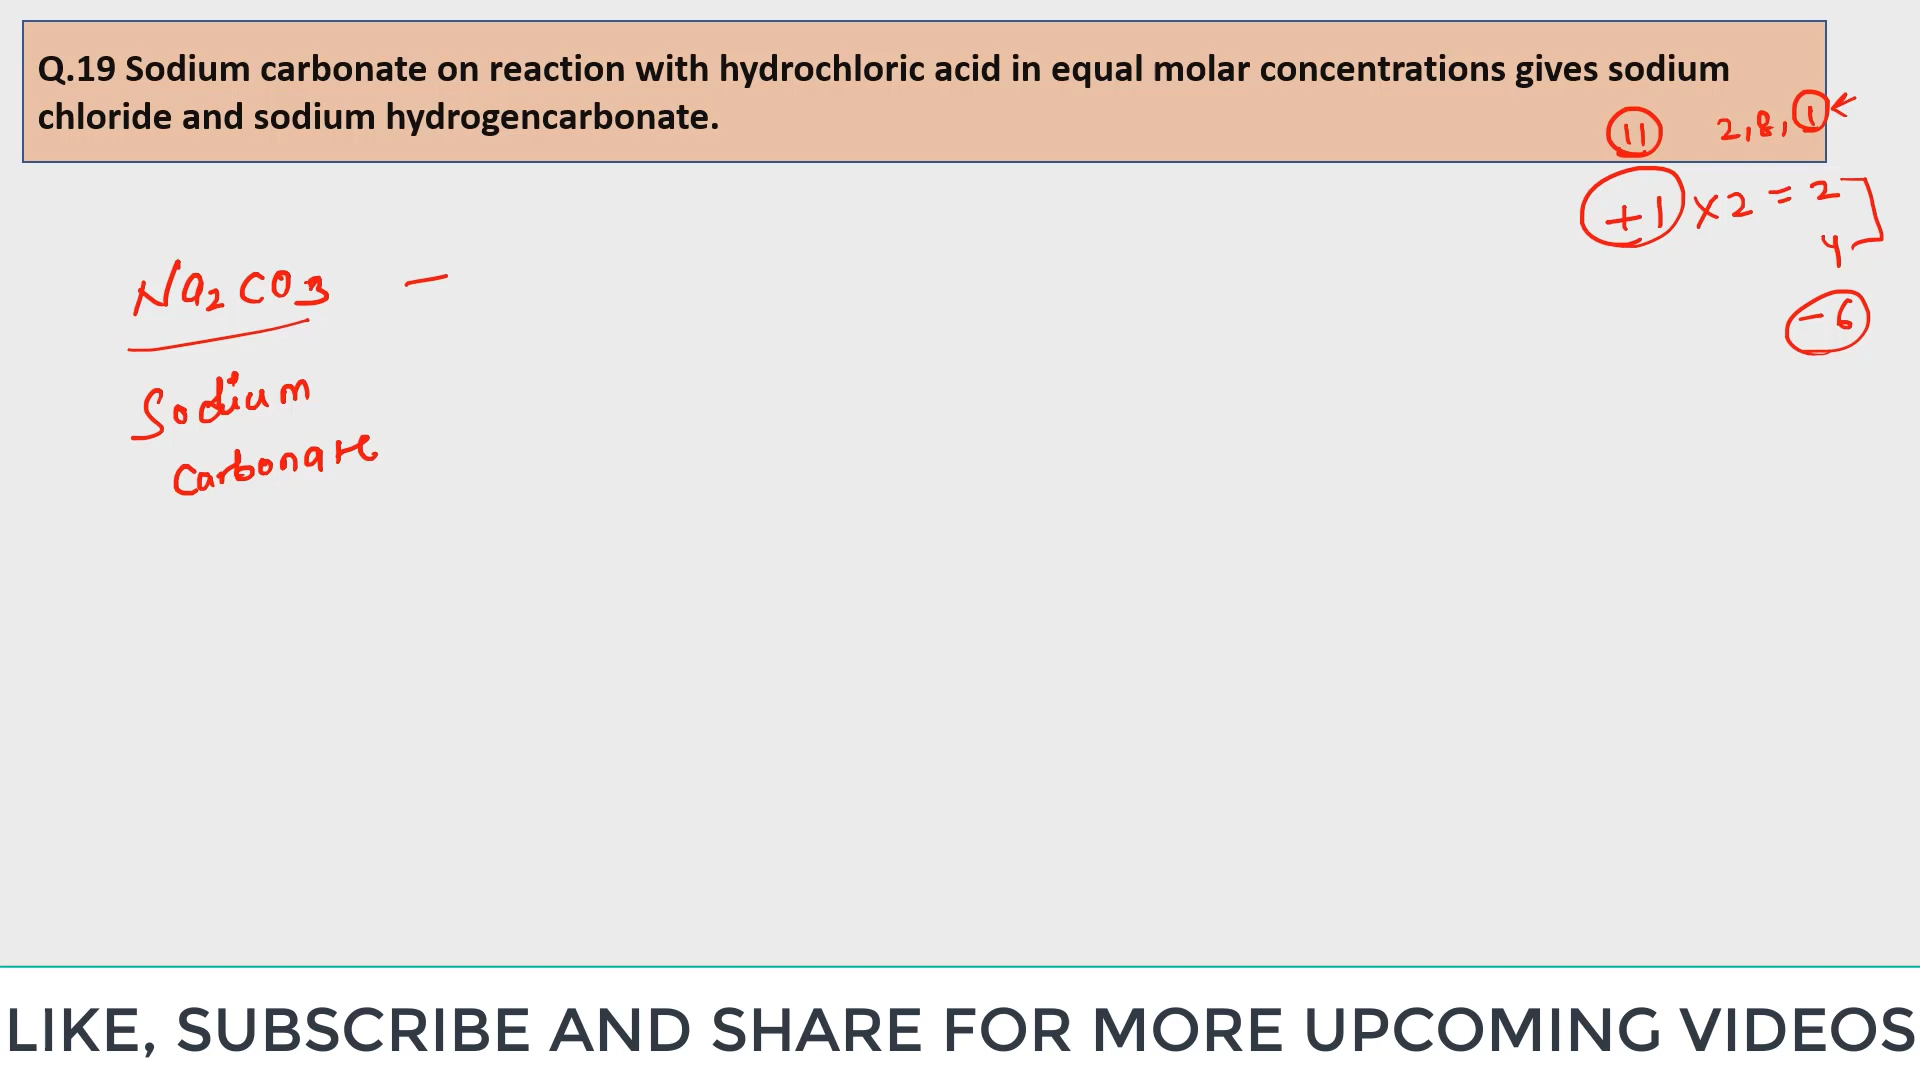 Q.19 Sodium carbonate on reaction with hydrochloric acid in equal molar concentrations gives sodium
chloride and sodium hydrogencarbonate.
11 2,8,1
+1 × 2 = 2
4
-6
Na₂CO₃ —
Sodium
Carbonate
LIKE, SUBSCRIBE AND SHARE FOR MORE UPCOMING VIDEOS